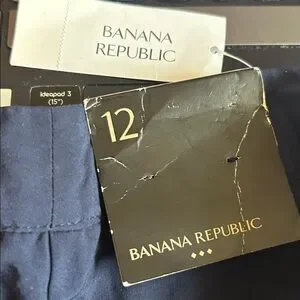 BANANA
REPUBLIC
ideapad 3
(15")
12
BANANA REPUBLIC